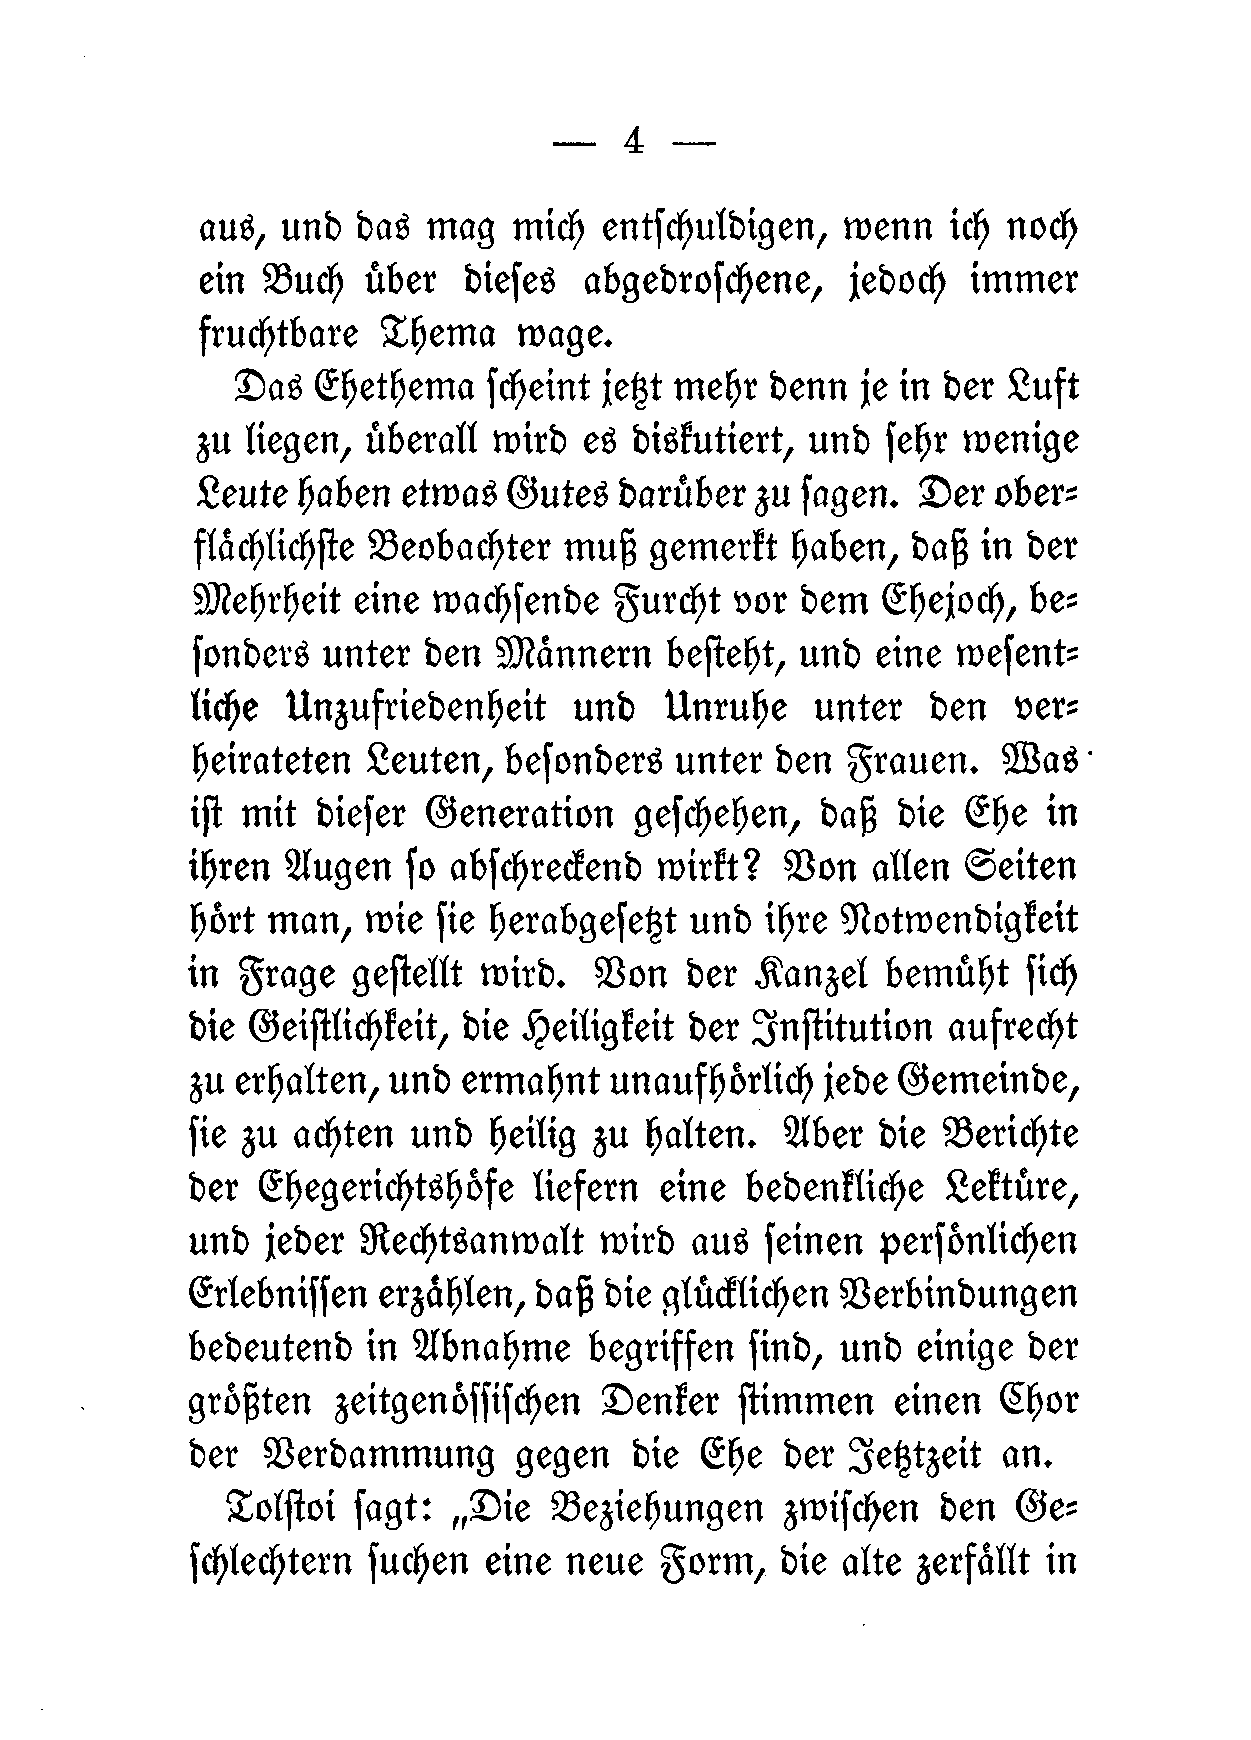 — 4 —
aus, und das mag mich entſchuldigen, wenn ich noch
ein Buch über dieſes abgedroſchene, jedoch immer
fruchtbare Thema wage.
Das Ehethema ſcheint jetzt mehr denn je in der Luft
zu liegen, überall wird es diskutiert, und ſehr wenige
Leute haben etwas Gutes darüber zu ſagen. Der ober-
flächlichſte Beobachter muß gemerkt haben, daß in der
Mehrheit eine wachſende Furcht vor dem Ehejoch, be-
ſonders unter den Männern beſteht, und eine weſent-
liche Unzufriedenheit und Unruhe unter den ver-
heirateten Leuten, beſonders unter den Frauen. Was
iſt mit dieſer Generation geſchehen, daß die Ehe in
ihren Augen ſo abſchreckend wirkt? Von allen Seiten
hört man, wie ſie herabgeſetzt und ihre Notwendigkeit
in Frage geſtellt wird. Von der Kanzel bemüht ſich
die Geiſtlichkeit, die Heiligkeit der Inſtitution aufrecht
zu erhalten, und ermahnt unaufhörlich jede Gemeinde,
ſie zu achten und heilig zu halten. Aber die Berichte
der Ehegerichtshöfe liefern eine bedenkliche Lektüre,
und jeder Rechtsanwalt wird aus ſeinen perſönlichen
Erlebniſſen erzählen, daß die glücklichen Verbindungen
bedeutend in Abnahme begriffen ſind, und einige der
größten zeitgenöſſiſchen Denker ſtimmen einen Chor
der Verdammung gegen die Ehe der Jetztzeit an.
Tolſtoi ſagt: „Die Beziehungen zwiſchen den Ge-
ſchlechtern ſuchen eine neue Form, die alte zerfällt in